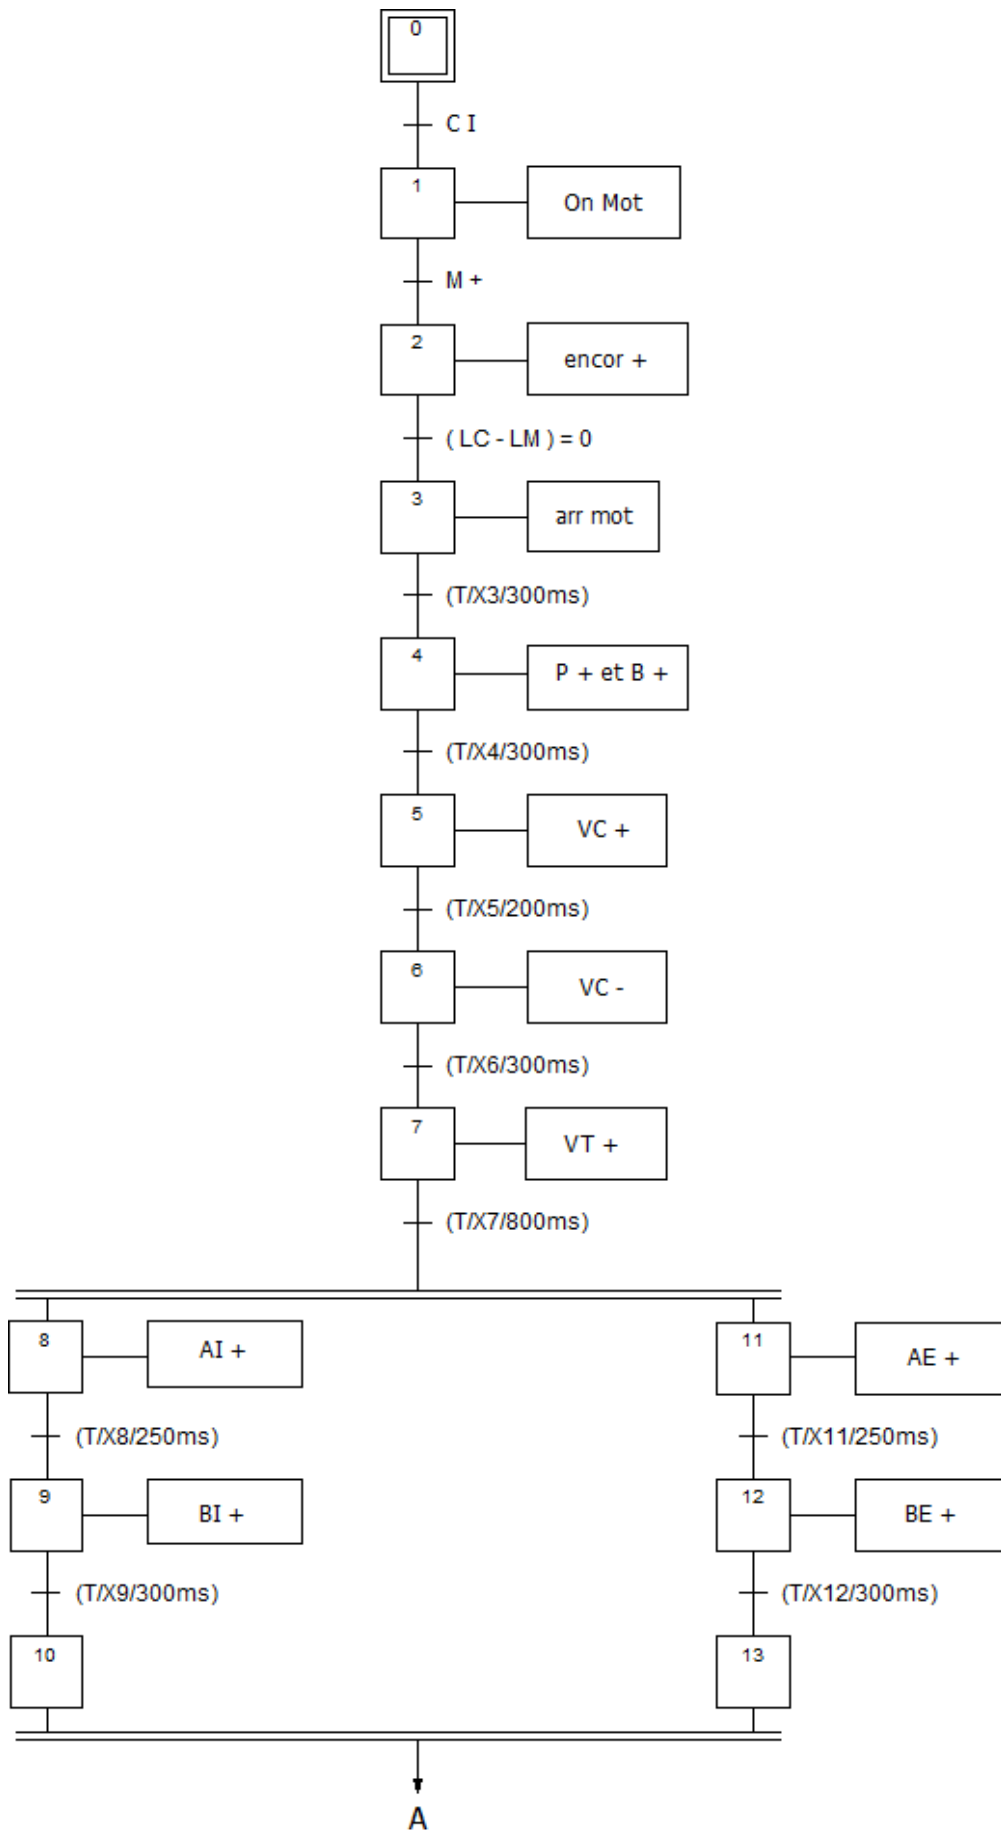 0
C I
1
On Mot
M +
2
encor +
( LC - LM ) = 0
3
arr mot
(T/X3/300ms)
4
P + et B +
(T/X4/300ms)
5
VC +
(T/X5/200ms)
6
VC -
(T/X6/300ms)
7
VT +
(T/X7/800ms)
8
AI +
11
AE +
(T/X8/250ms)
(T/X11/250ms)
9
BI +
12
BE +
(T/X9/300ms)
(T/X12/300ms)
10
13
A